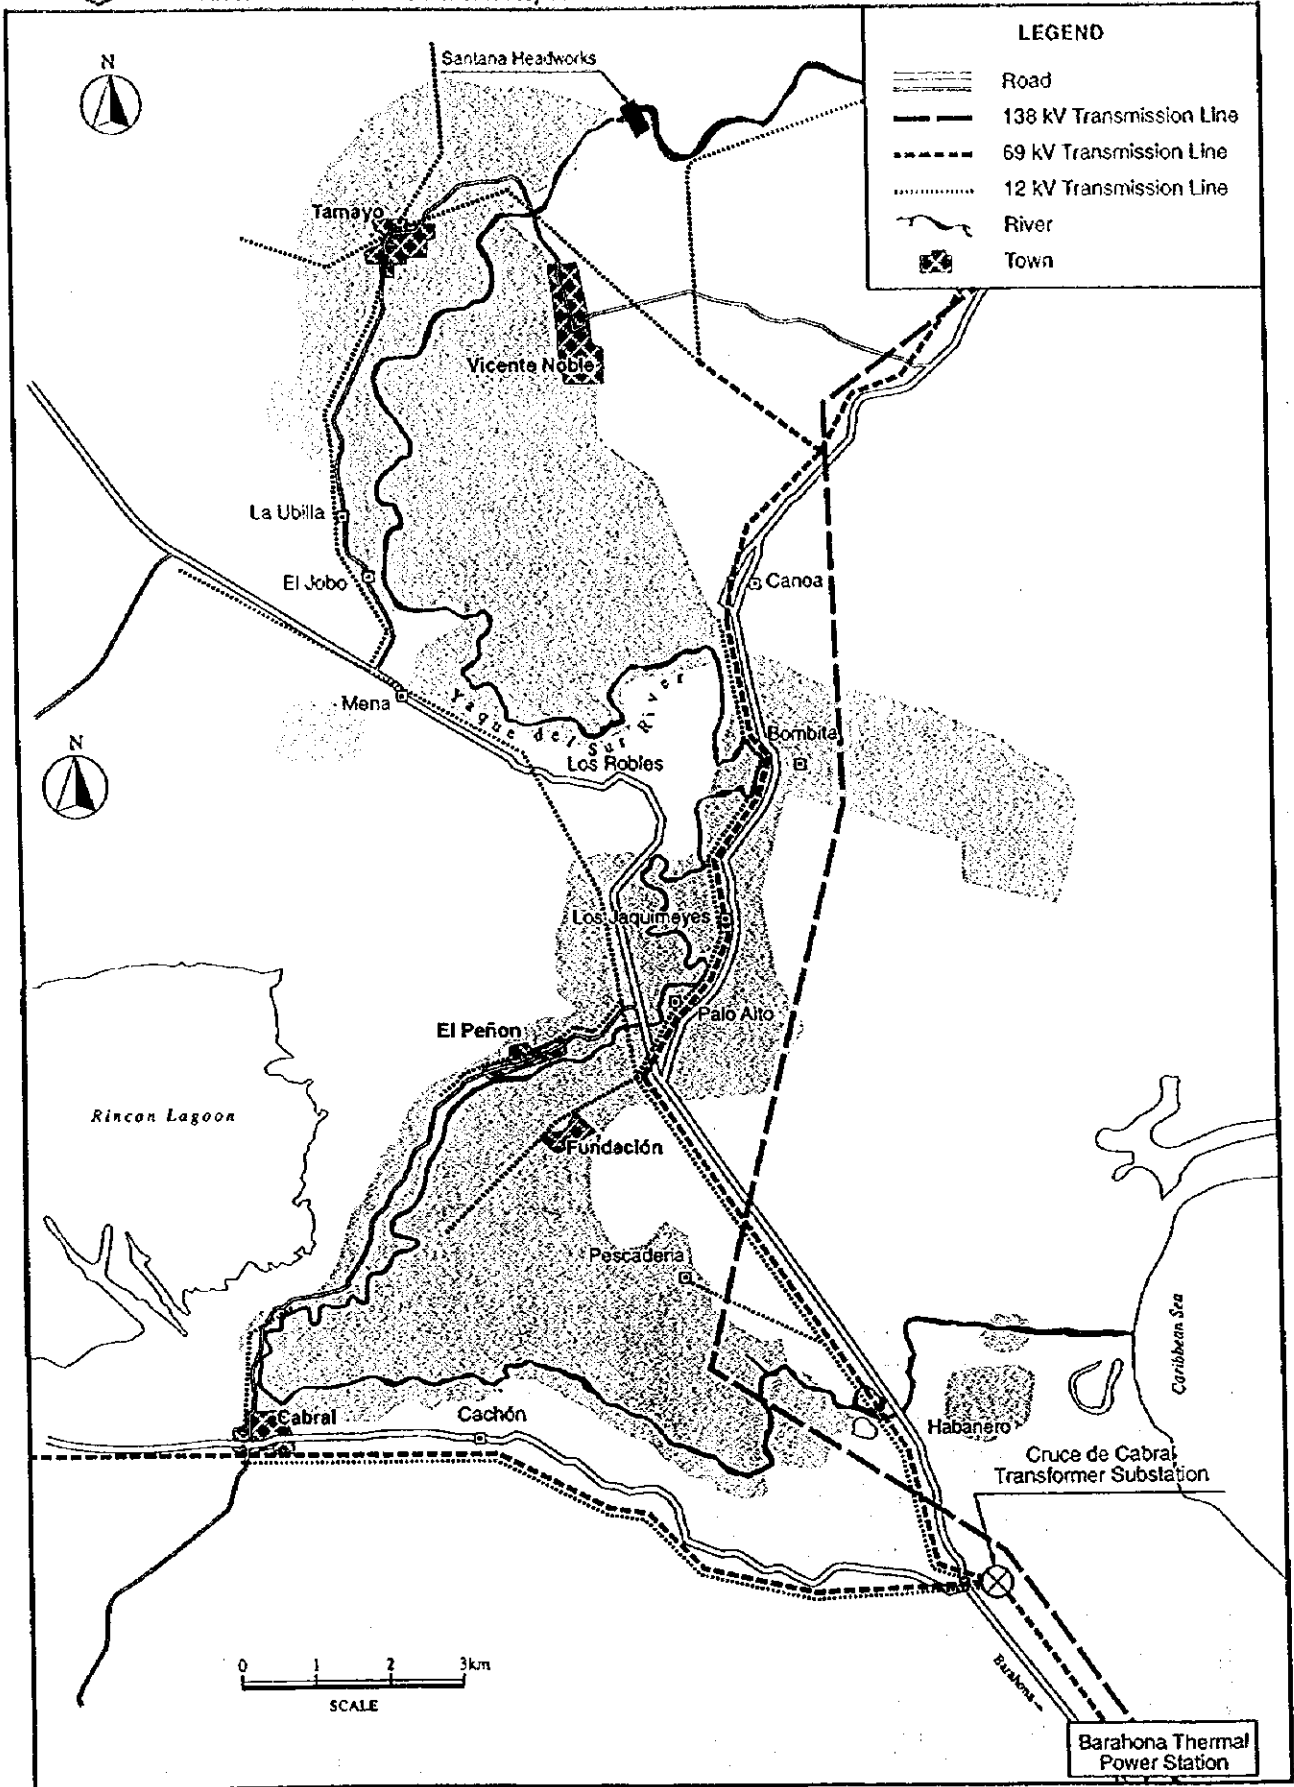 LEGEND
Road
138 kV Transmission Line
69 kV Transmission Line
12 kV Transmission Line
River
Town
N
Santana Headworks
Tamayo
Vicente Noble
La Ubilla
El Jobo
Canoa
Mena
Yaque del Sur River
N
Bombita
Los Robles
Los Jaquimeyes
Palo Alto
El Peñon
Rincon Lagoon
Fundación
Pescaderia
Caribbean Sea
Cabral
Cachón
Habanero
Cruce de Cabral
Transformer Substation
0 1 2 3km
SCALE
Barahona
Barahona Thermal
Power Station